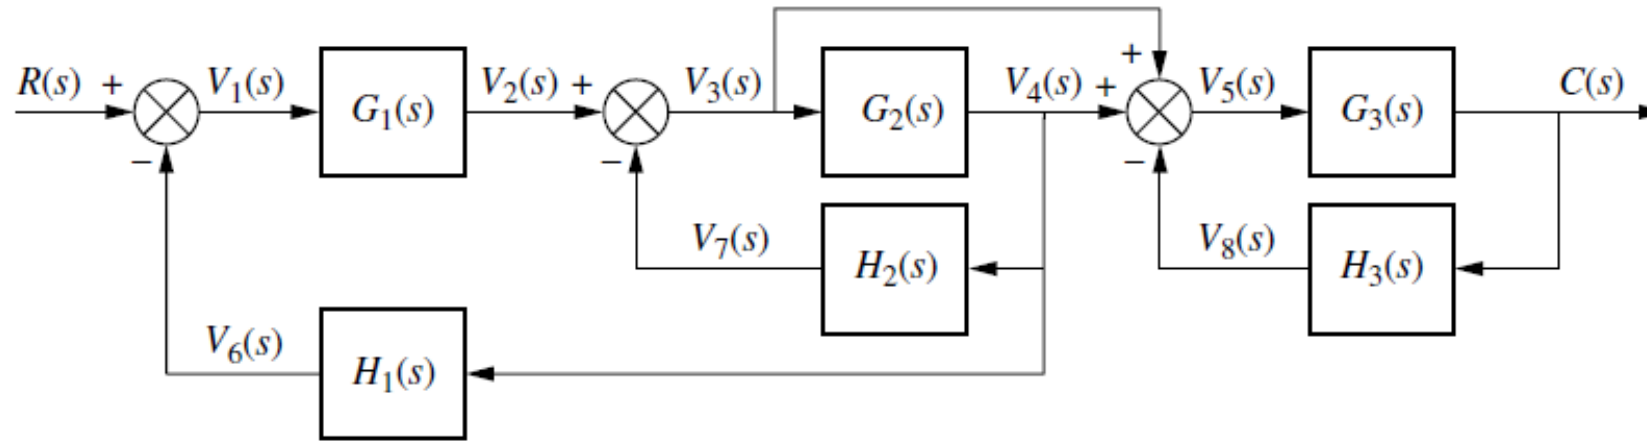 R(s) + V₁(s) G₁(s) V₂(s) + V₃(s) G₂(s) V₄(s) + + V₅(s) G₃(s) C(s)
− − −
V₇(s) H₂(s) V₈(s) H₃(s)
V₆(s) H₁(s)